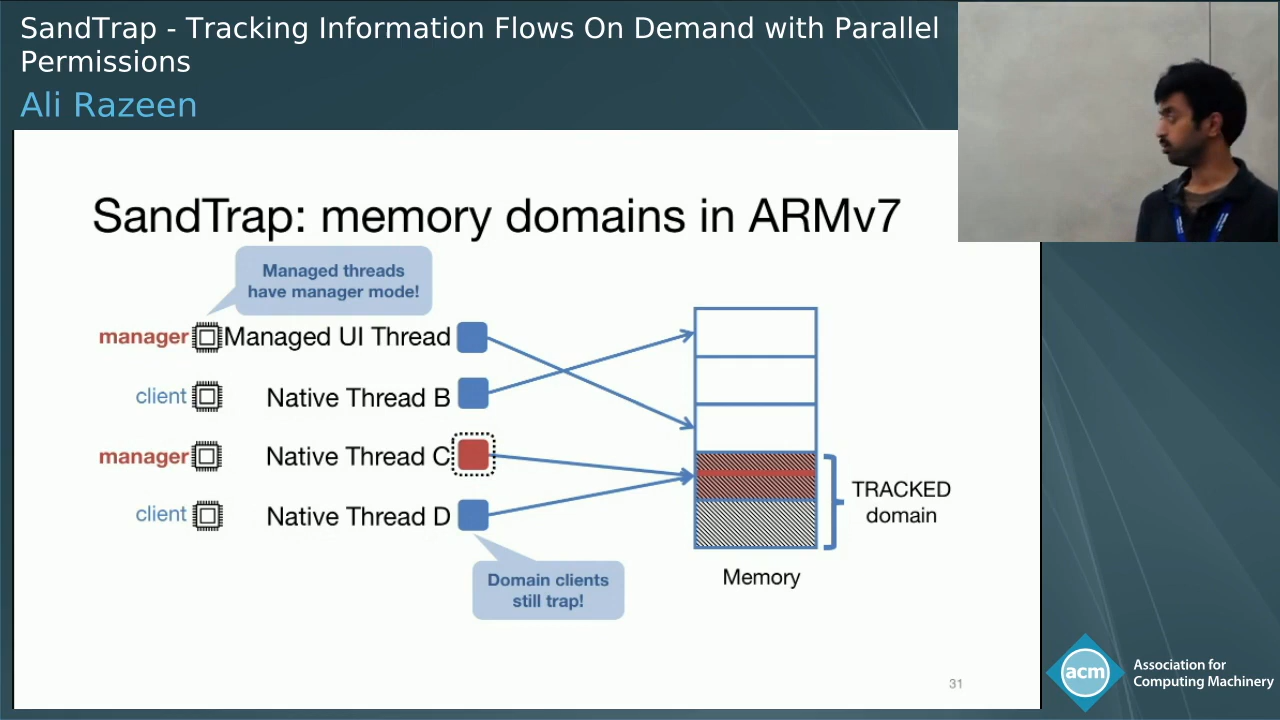 SandTrap - Tracking Information Flows On Demand with Parallel
Permissions
Ali Razeen
SandTrap: memory domains in ARMv7
Managed threads
have manager mode!
manager Managed UI Thread
client Native Thread B
manager Native Thread C
client Native Thread D
TRACKED
domain
Domain clients
still trap!
Memory
31
acm
Association for
Computing Machinery